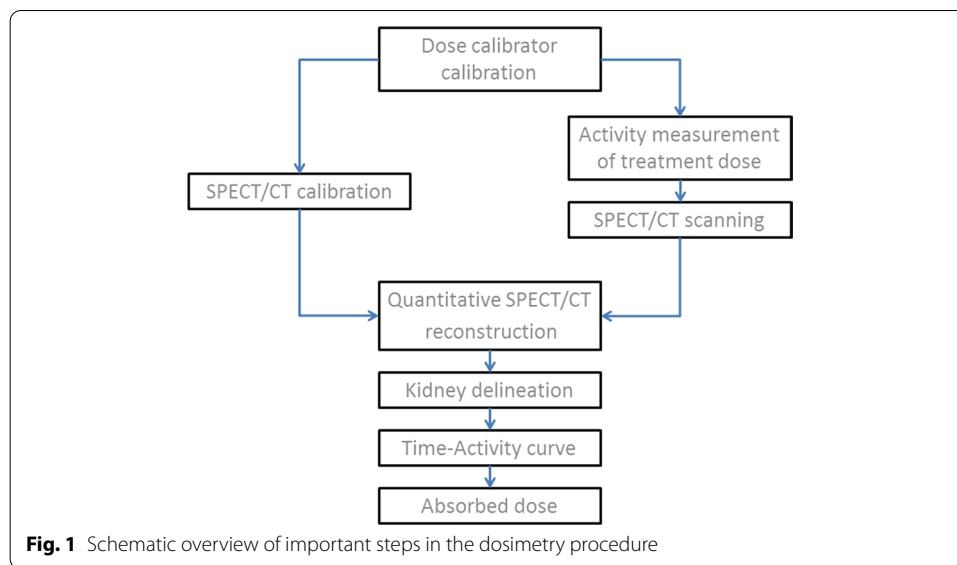 Dose calibrator
calibration
Activity measurement
of treatment dose
SPECT/CT calibration
SPECT/CT scanning
Quantitative SPECT/CT
reconstruction
Kidney delineation
Time-Activity curve
Absorbed dose
Fig. 1 Schematic overview of important steps in the dosimetry procedure